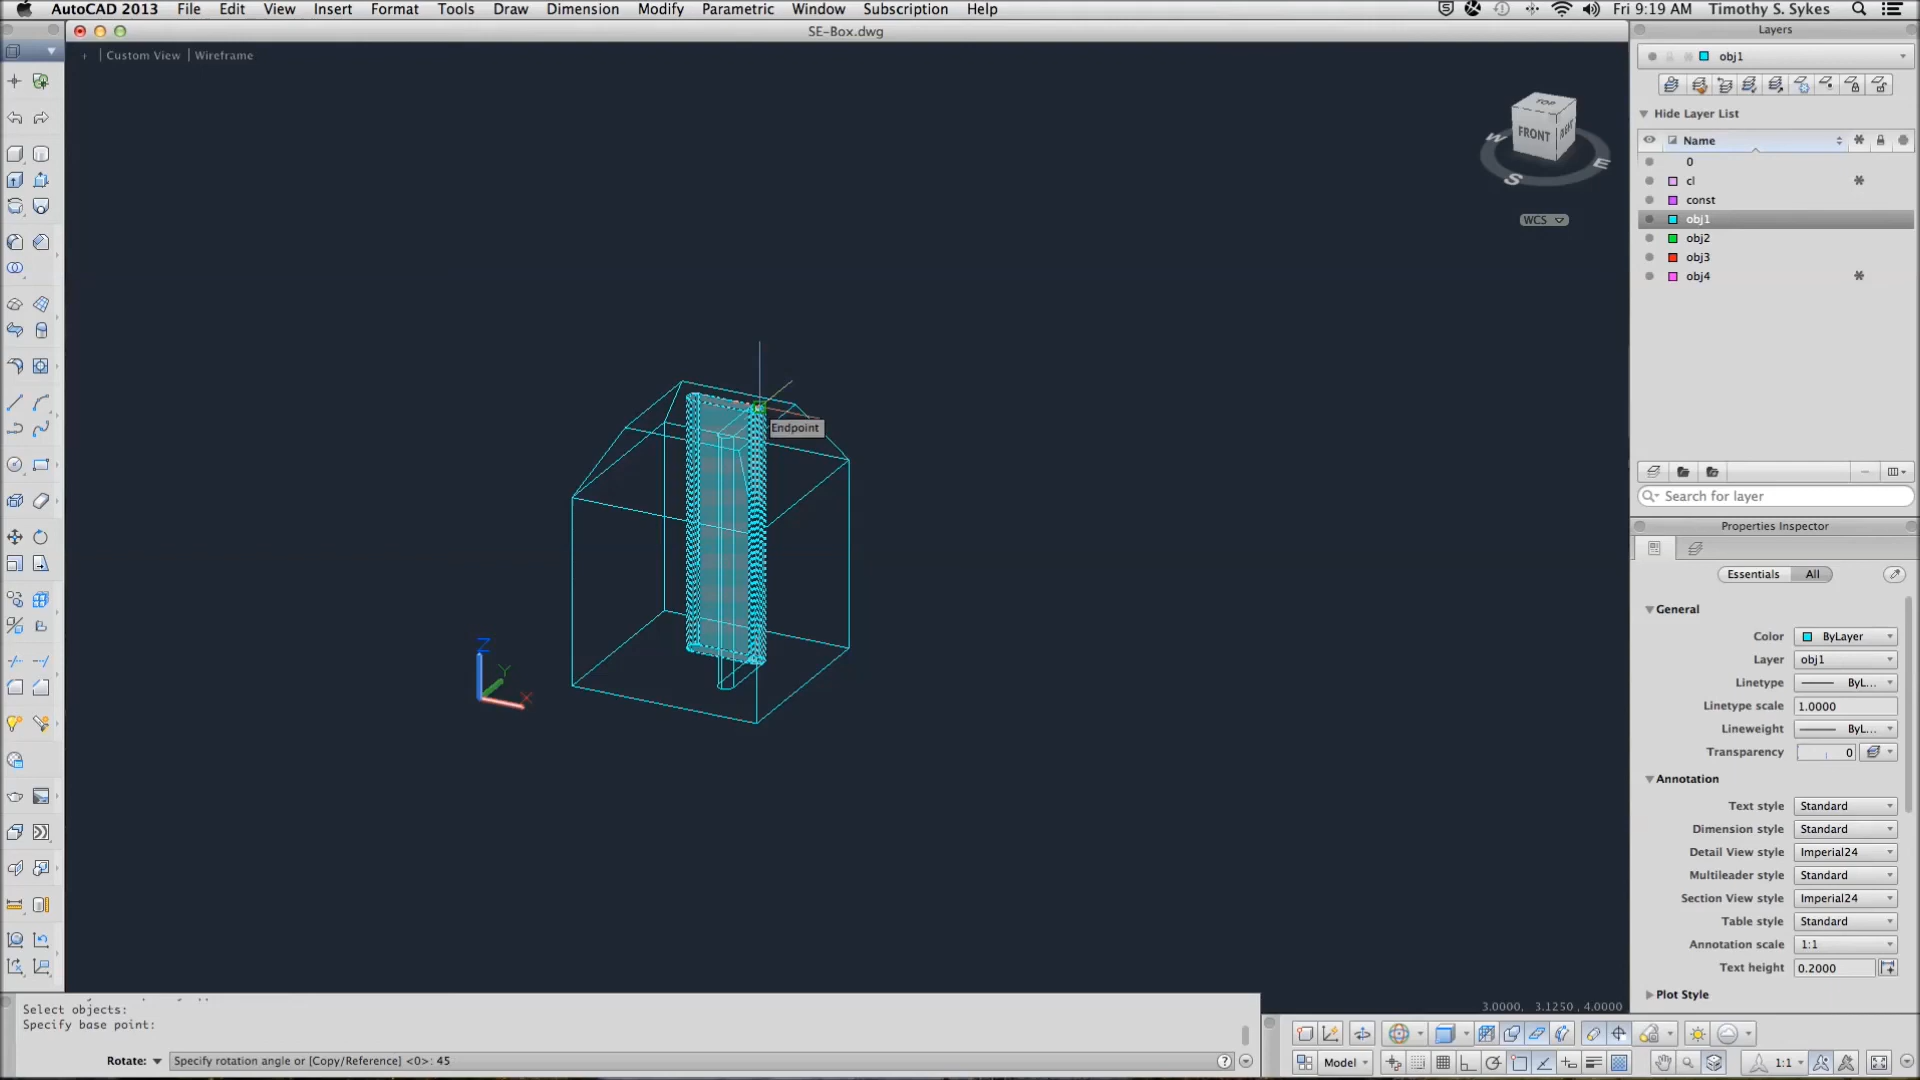 AutoCAD 2013 File Edit View Insert Format Tools Draw Dimension Modify Parametric Window Subscription Help Fri 9:19 AM Timothy S. Sykes
SE-Box.dwg
+ | Custom View | Wireframe
TOP
FRONT
RIGHT
W
S
E
WCS
Endpoint
Z
Y
X
Layers
obj1
Hide Layer List
Name
0
cl
const
obj1
obj2
obj3
obj4
Search for layer
Properties Inspector
Essentials All
General
Color ByLayer
Layer obj1
Linetype ByL...
Linetype scale 1.0000
Lineweight ByL...
Transparency 0
Annotation
Text style Standard
Dimension style Standard
Detail View style Imperial24
Multileader style Standard
Section View style Imperial24
Table style Standard
Annotation scale 1:1
Text height 0.2000
Plot Style
3.0000, 3.1250 , 4.0000
Select objects:
Specify base point:
Rotate: Specify rotation angle or [Copy/Reference] <0>: 45
Model
1:1